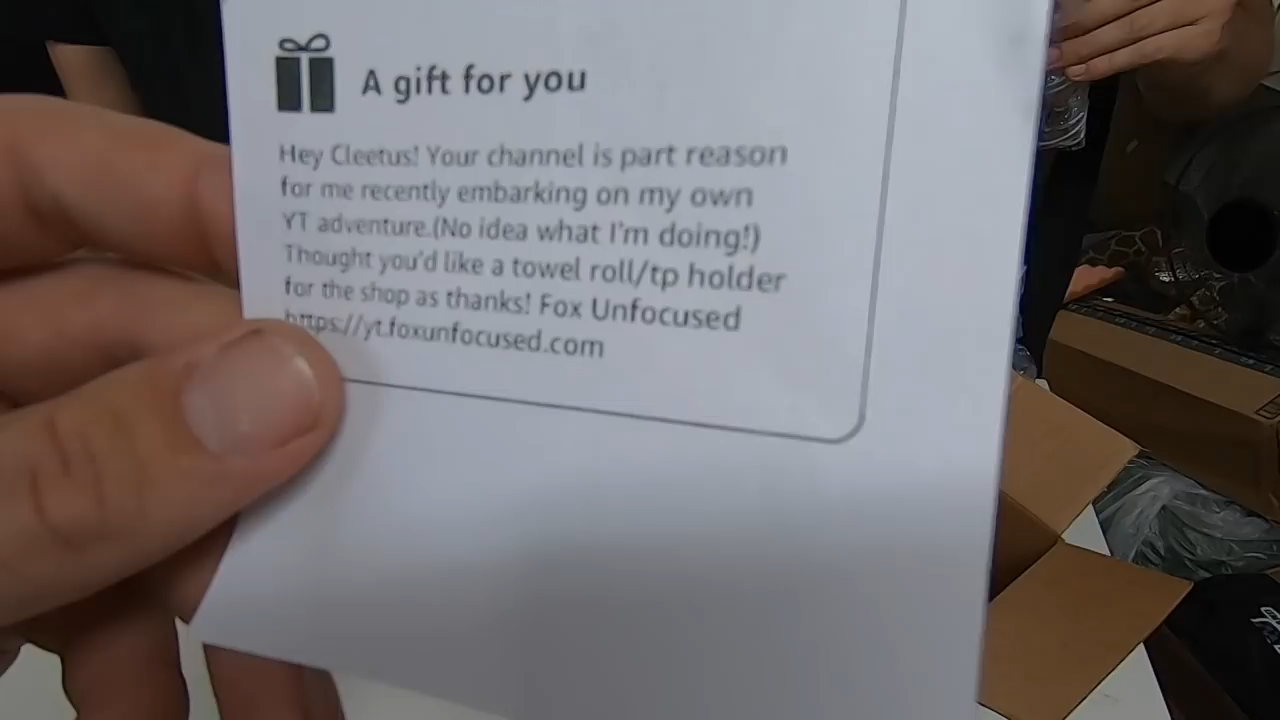 A gift for you
Hey Cleetus! Your channel is part reason
for me recently embarking on my own
YT adventure.(No idea what I'm doing!)
Thought you'd like a towel roll/tp holder
for the shop as thanks! Fox Unfocused
https://yt.foxunfocused.com